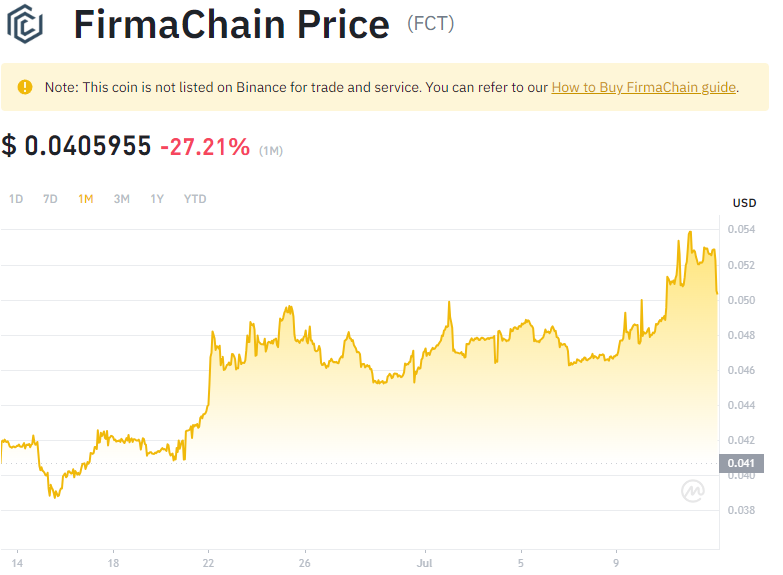 FirmaChain Price (FCT)
Note: This coin is not listed on Binance for trade and service. You can refer to our How to Buy FirmaChain guide.
$ 0.0405955 -27.21% (1M)
1D 7D 1M 3M 1Y YTD
USD
0.054
0.052
0.050
0.048
0.046
0.044
0.042
0.041
0.040
0.038
14 18 22 26 Jul 5 9